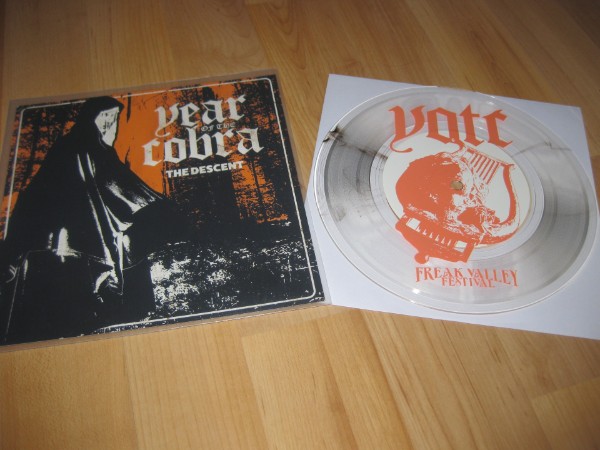 year
OF THE
cobra
THE DESCENT
yotc
FREAK VALLEY
FESTIVAL